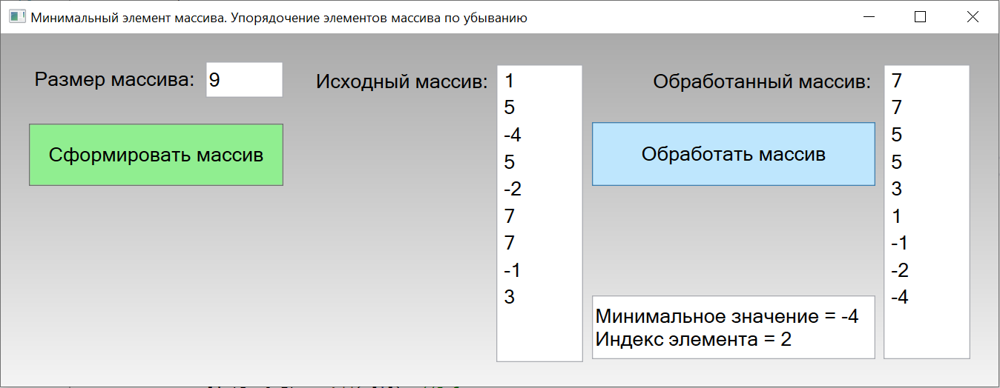 Минимальный элемент массива. Упорядочение элементов массива по убыванию
Размер массива: 9
Сформировать массив
Исходный массив:
1
5
-4
5
-2
7
7
-1
3
Обработанный массив:
Обработать массив
7
7
5
5
3
1
-1
-2
-4
Минимальное значение = -4
Индекс элемента = 2